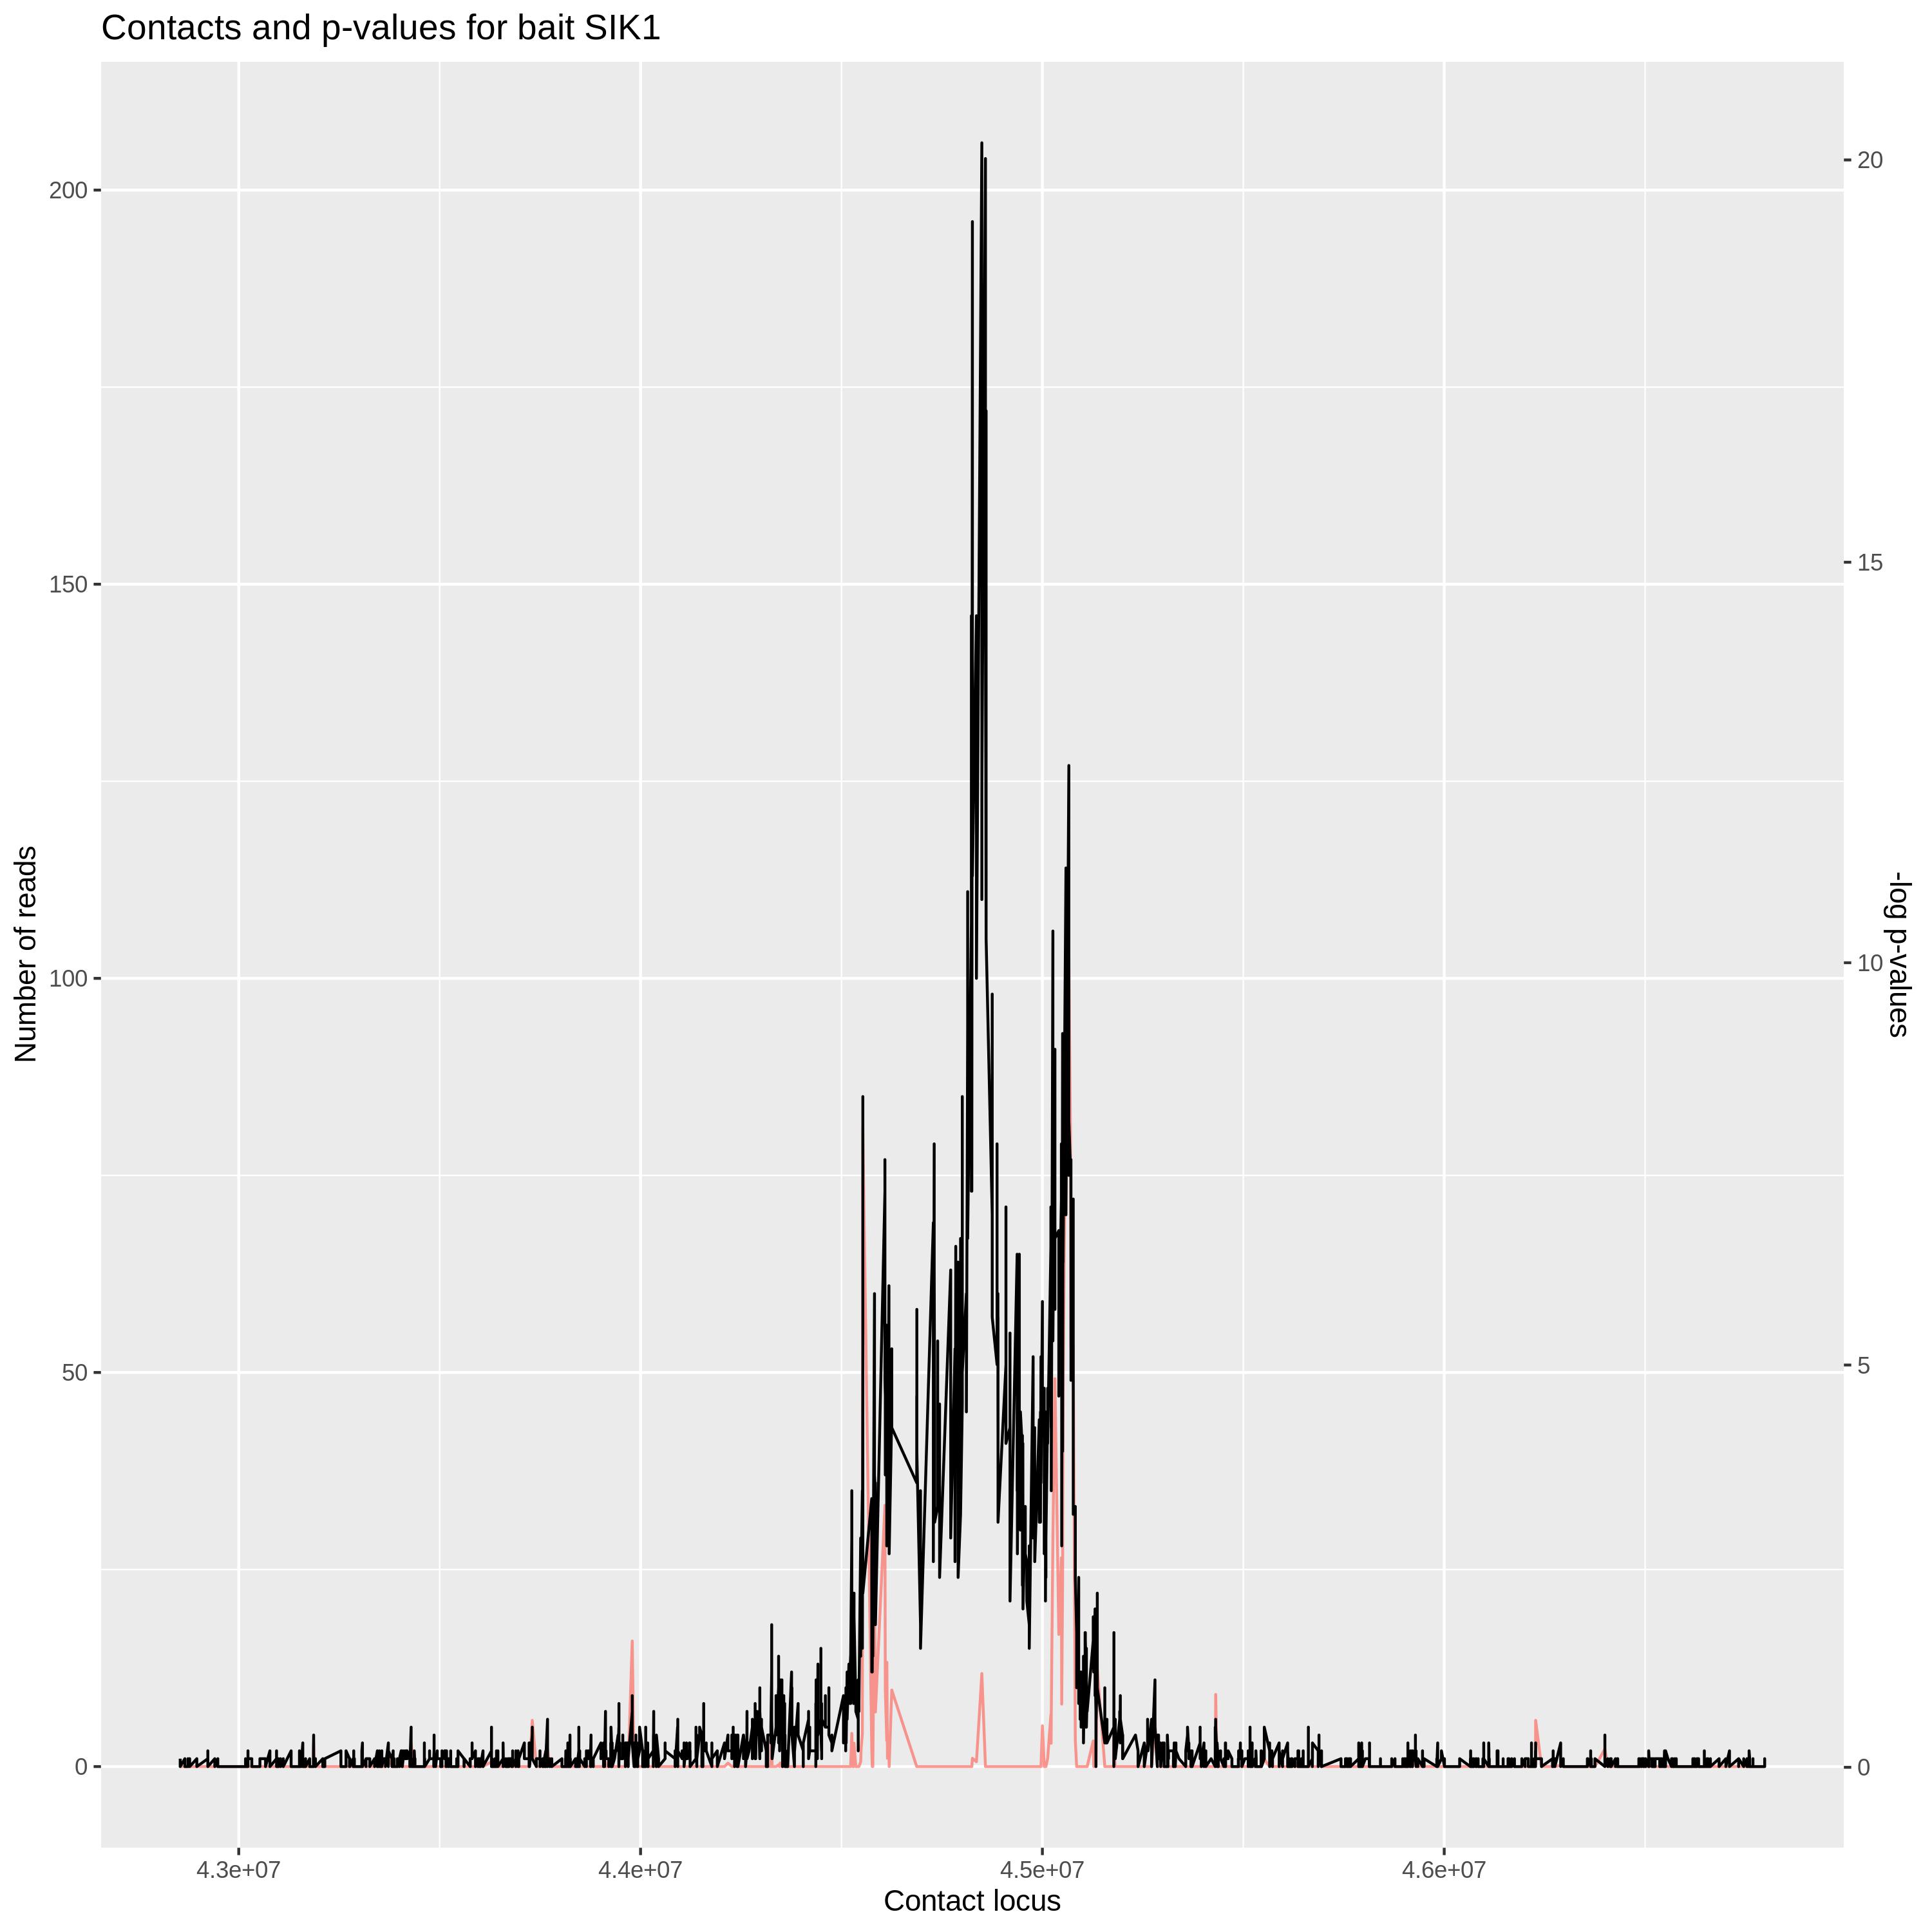 Contacts and p-values for bait SIK1
Number of reads
200
150
100
50
0
20
15
10
5
0
-log p-values
4.3e+07
4.4e+07
4.5e+07
4.6e+07
Contact locus